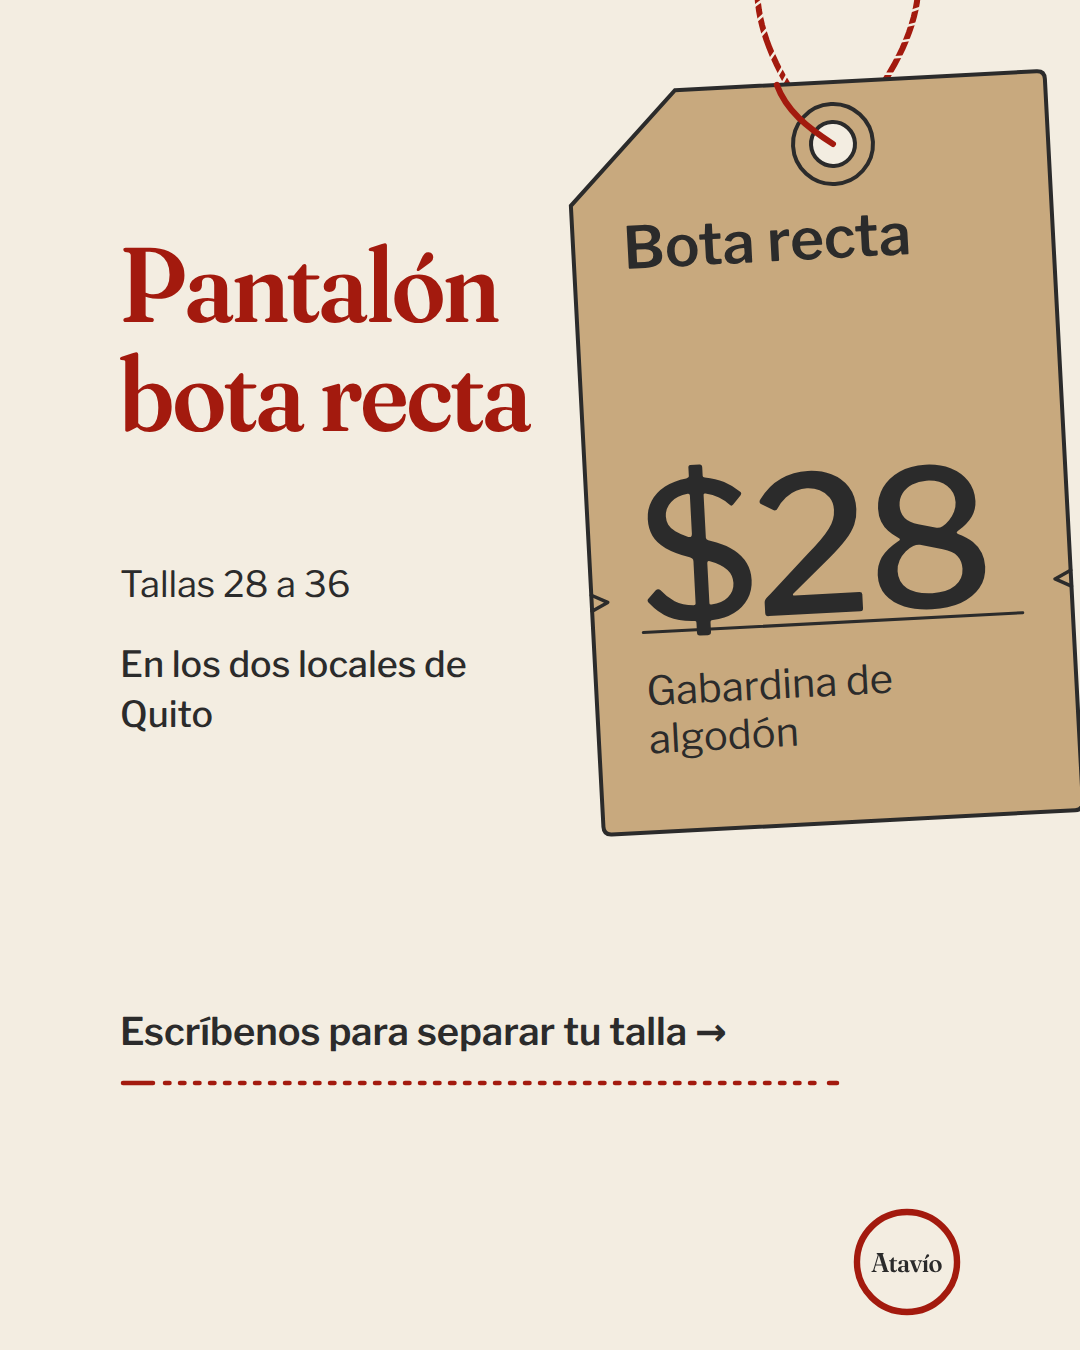 Pantalón
bota recta
Tallas 28 a 36
En los dos locales de
Quito
Bota recta
$28
Gabardina de
algodón
Escríbenos para separar tu talla →
Atavío